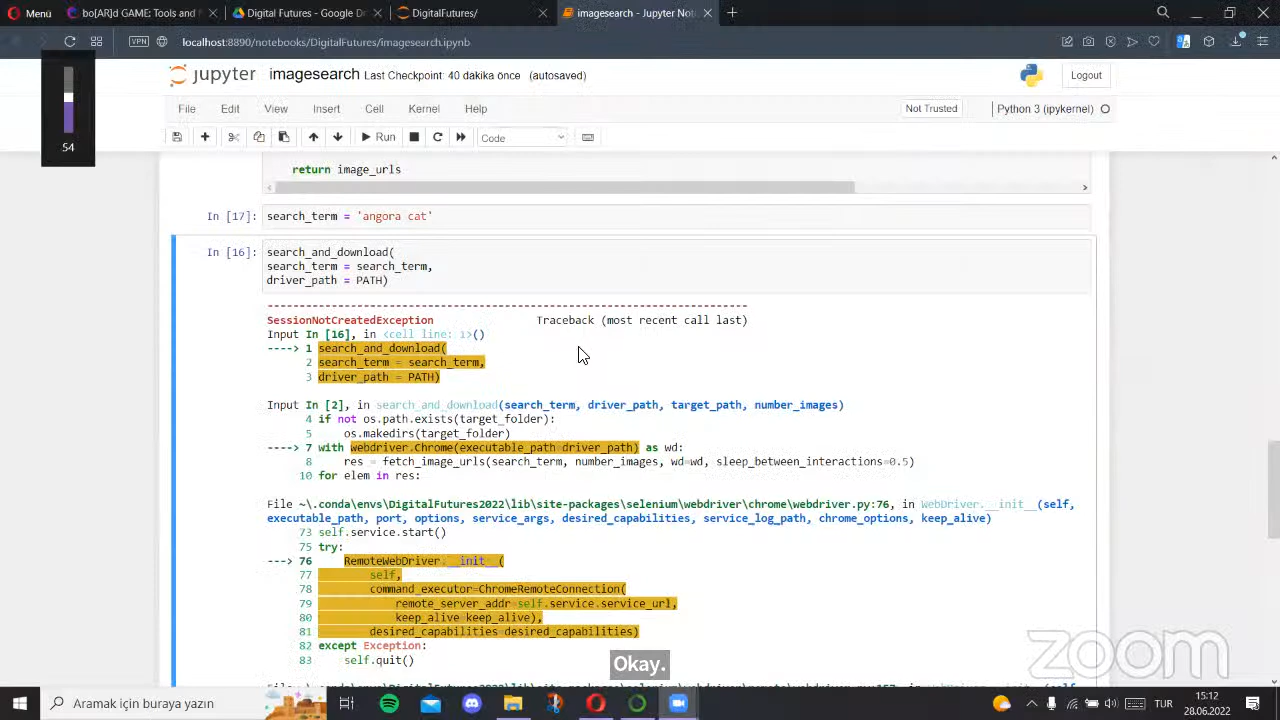 Menü
bo[AR]d GAME: Tools and
Digital Futures - Google D
DigitalFutures/
imagesearch - Jupyter Not
VPN
localhost:8890/notebooks/DigitalFutures/imagesearch.ipynb
54
jupyter imagesearch Last Checkpoint: 40 dakika önce (autosaved)
Logout
File Edit View Insert Cell Kernel Help
Not Trusted
Python 3 (ipykernel)
Run
Code
return image_urls
In [17]: search_term = 'angora cat'
In [16]: search_and_download(
search_term = search_term,
driver_path = PATH)
---------------------------------------------------------------------------
SessionNotCreatedException Traceback (most recent call last)
Input In [16], in <cell line: 1>()
----> 1 search_and_download(
2 search_term = search_term,
3 driver_path = PATH)
Input In [2], in search_and_download(search_term, driver_path, target_path, number_images)
4 if not os.path.exists(target_folder):
5 os.makedirs(target_folder)
----> 7 with webdriver.Chrome(executable_path=driver_path) as wd:
8 res = fetch_image_urls(search_term, number_images, wd=wd, sleep_between_interactions=0.5)
10 for elem in res:
File ~\.conda\envs\DigitalFutures2022\lib\site-packages\selenium\webdriver\chrome\webdriver.py:76, in WebDriver.__init__(self,
executable_path, port, options, service_args, desired_capabilities, service_log_path, chrome_options, keep_alive)
73 self.service.start()
75 try:
---> 76 RemoteWebDriver.__init__(
77 self,
78 command_executor=ChromeRemoteConnection(
79 remote_server_addr=self.service.service_url,
80 keep_alive=keep_alive),
81 desired_capabilities=desired_capabilities)
82 except Exception:
83 self.quit()
Okay.
zoom
Aramak için buraya yazın
TUR
15:12
28.06.2022